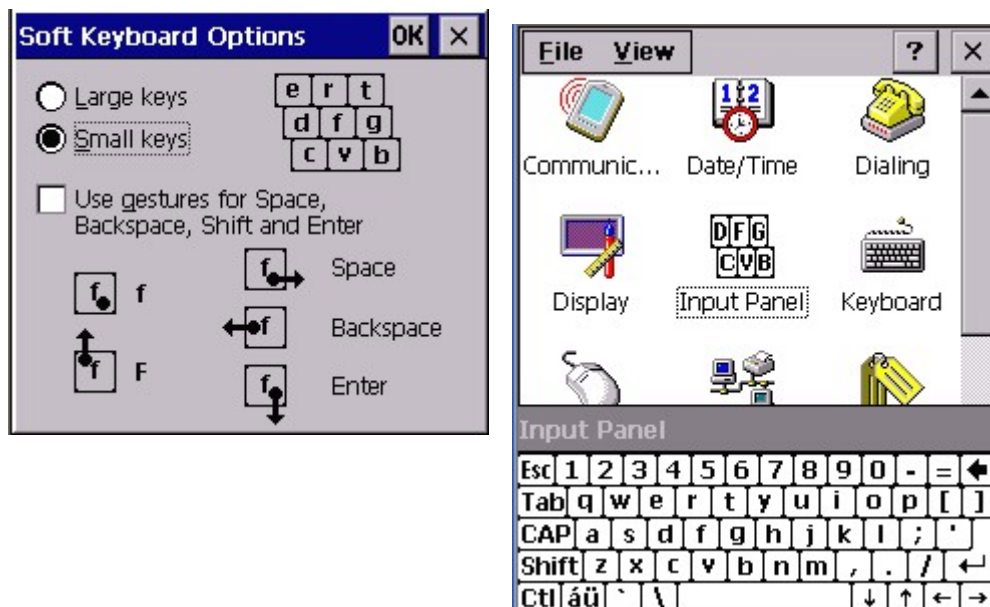 Soft Keyboard Options OK ×
Large keys
Small keys
e r t
d f g
c v b
Use gestures for Space,
Backspace, Shift and Enter
f f
f F
f Space
f Backspace
f Enter
File View ? ×
Communic... Date/Time Dialing
1 2
Display Input Panel Keyboard
D F G
C V B
Input Panel
Esc 1 2 3 4 5 6 7 8 9 0 - =
Tab q w e r t y u i o p [ ]
CAP a s d f g h j k l ; '
Shift z x c v b n m , . /
Ctl áü ` \ ↓ ↑ ← →